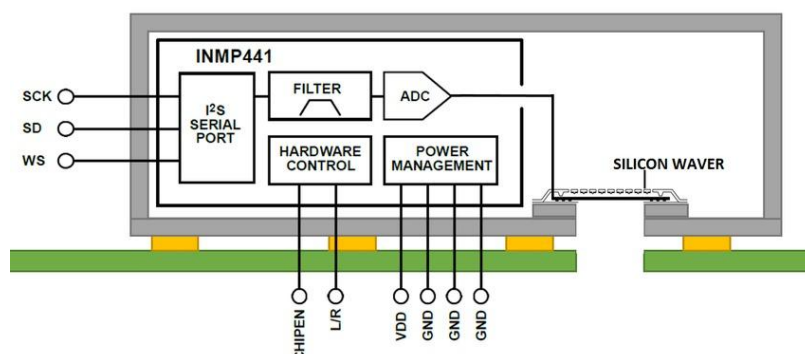 INMP441
SCK
SD
WS
I²S
SERIAL
PORT
FILTER
ADC
HARDWARE
CONTROL
POWER
MANAGEMENT
SILICON WAVER
CHIPEN
L/R
VDD
GND
GND
GND